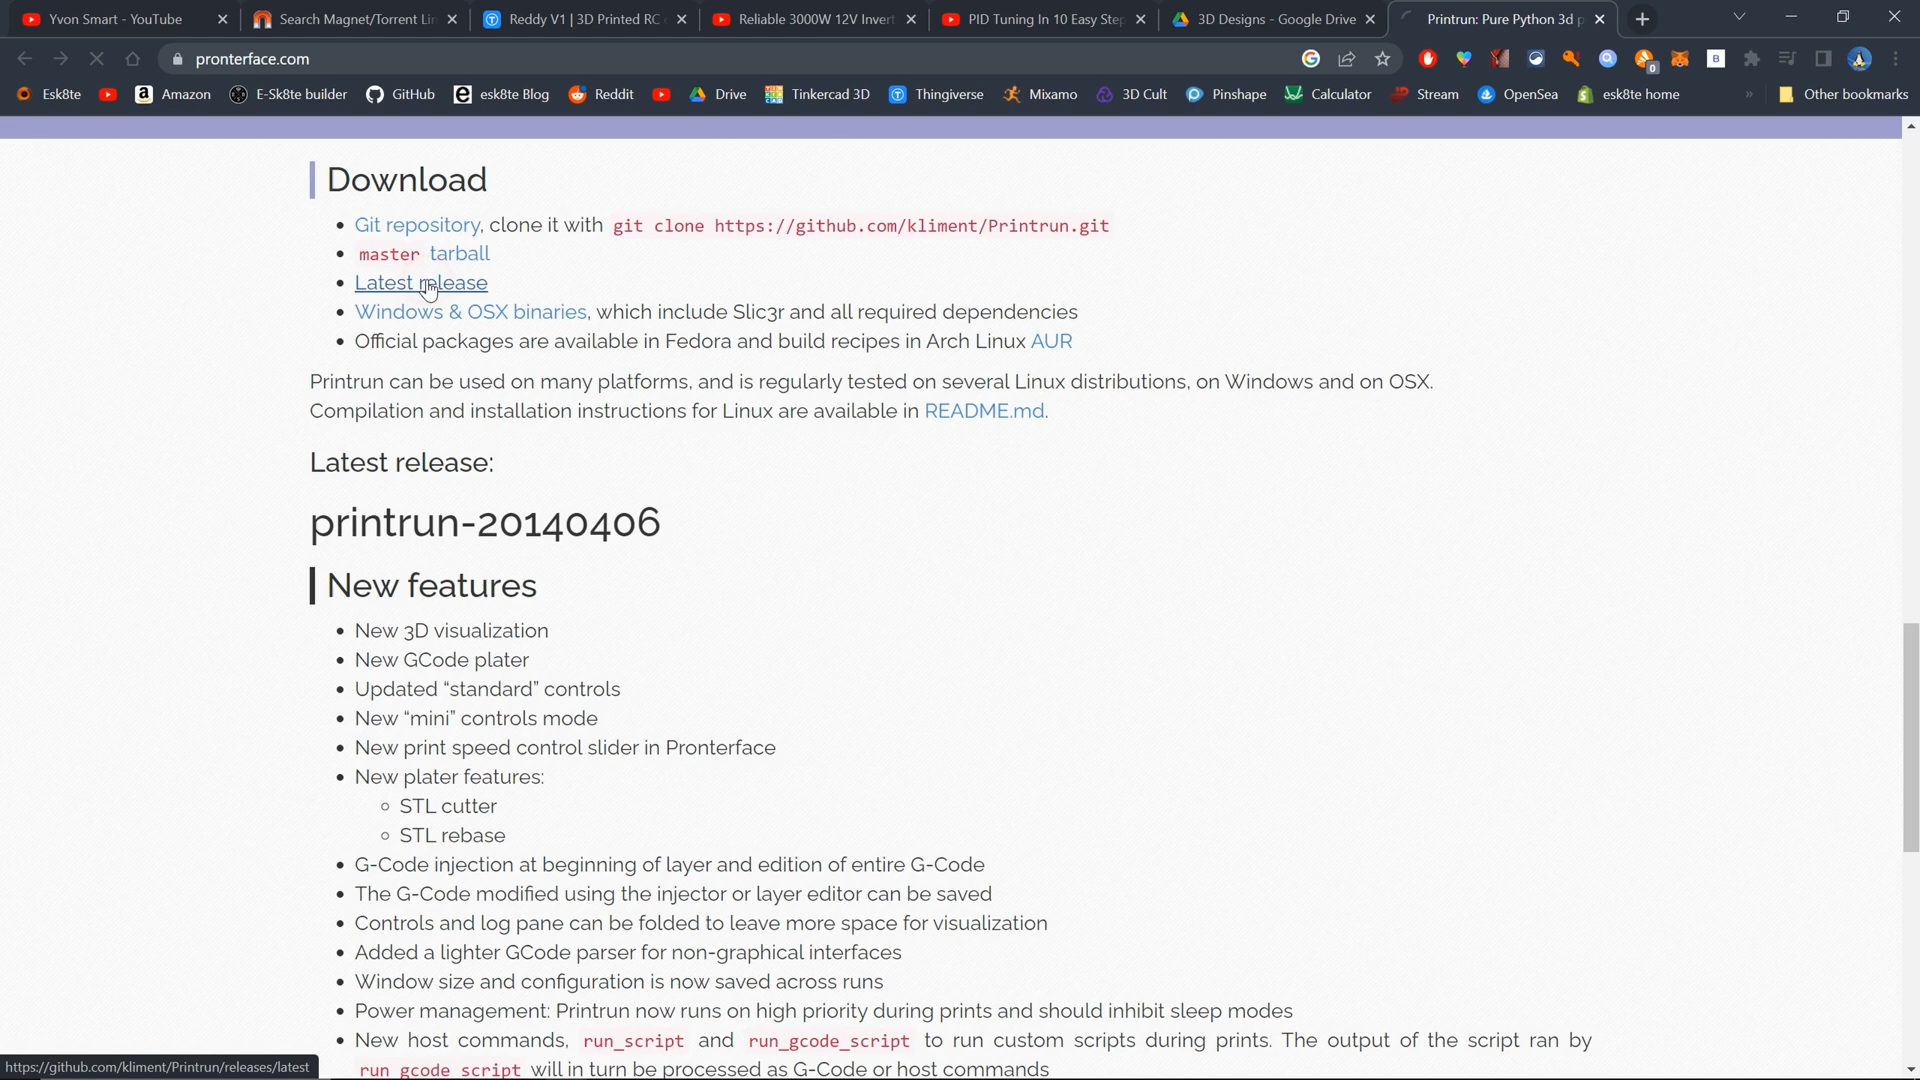 Yvon Smart - YouTube
Search Magnet/Torrent Lin
Reddy V1 | 3D Printed RC
Reliable 3000W 12V Invert
PID Tuning In 10 Easy Step
3D Designs - Google Drive
Printrun: Pure Python 3d p
pronterface.com
0
B
Esk8te
Amazon
E-Sk8te builder
GitHub
esk8te Blog
Reddit
Drive
Tinkercad 3D
Thingiverse
Mixamo
3D Cult
Pinshape
Calculator
Stream
OpenSea
esk8te home
»
Other bookmarks
Download
• Git repository, clone it with git clone https://github.com/kliment/Printrun.git
• master tarball
• Latest release
• Windows & OSX binaries, which include Slic3r and all required dependencies
• Official packages are available in Fedora and build recipes in Arch Linux AUR
Printrun can be used on many platforms, and is regularly tested on several Linux distributions, on Windows and on OSX.
Compilation and installation instructions for Linux are available in README.md.
Latest release:
printrun-20140406
New features
• New 3D visualization
• New GCode plater
• Updated “standard” controls
• New “mini” controls mode
• New print speed control slider in Pronterface
• New plater features:
◦ STL cutter
◦ STL rebase
• G-Code injection at beginning of layer and edition of entire G-Code
• The G-Code modified using the injector or layer editor can be saved
• Controls and log pane can be folded to leave more space for visualization
• Added a lighter GCode parser for non-graphical interfaces
• Window size and configuration is now saved across runs
• Power management: Printrun now runs on high priority during prints and should inhibit sleep modes
• New host commands, run_script and run_gcode_script to run custom scripts during prints. The output of the script ran by
run_gcode_script will in turn be processed as G-Code or host commands
https://github.com/kliment/Printrun/releases/latest